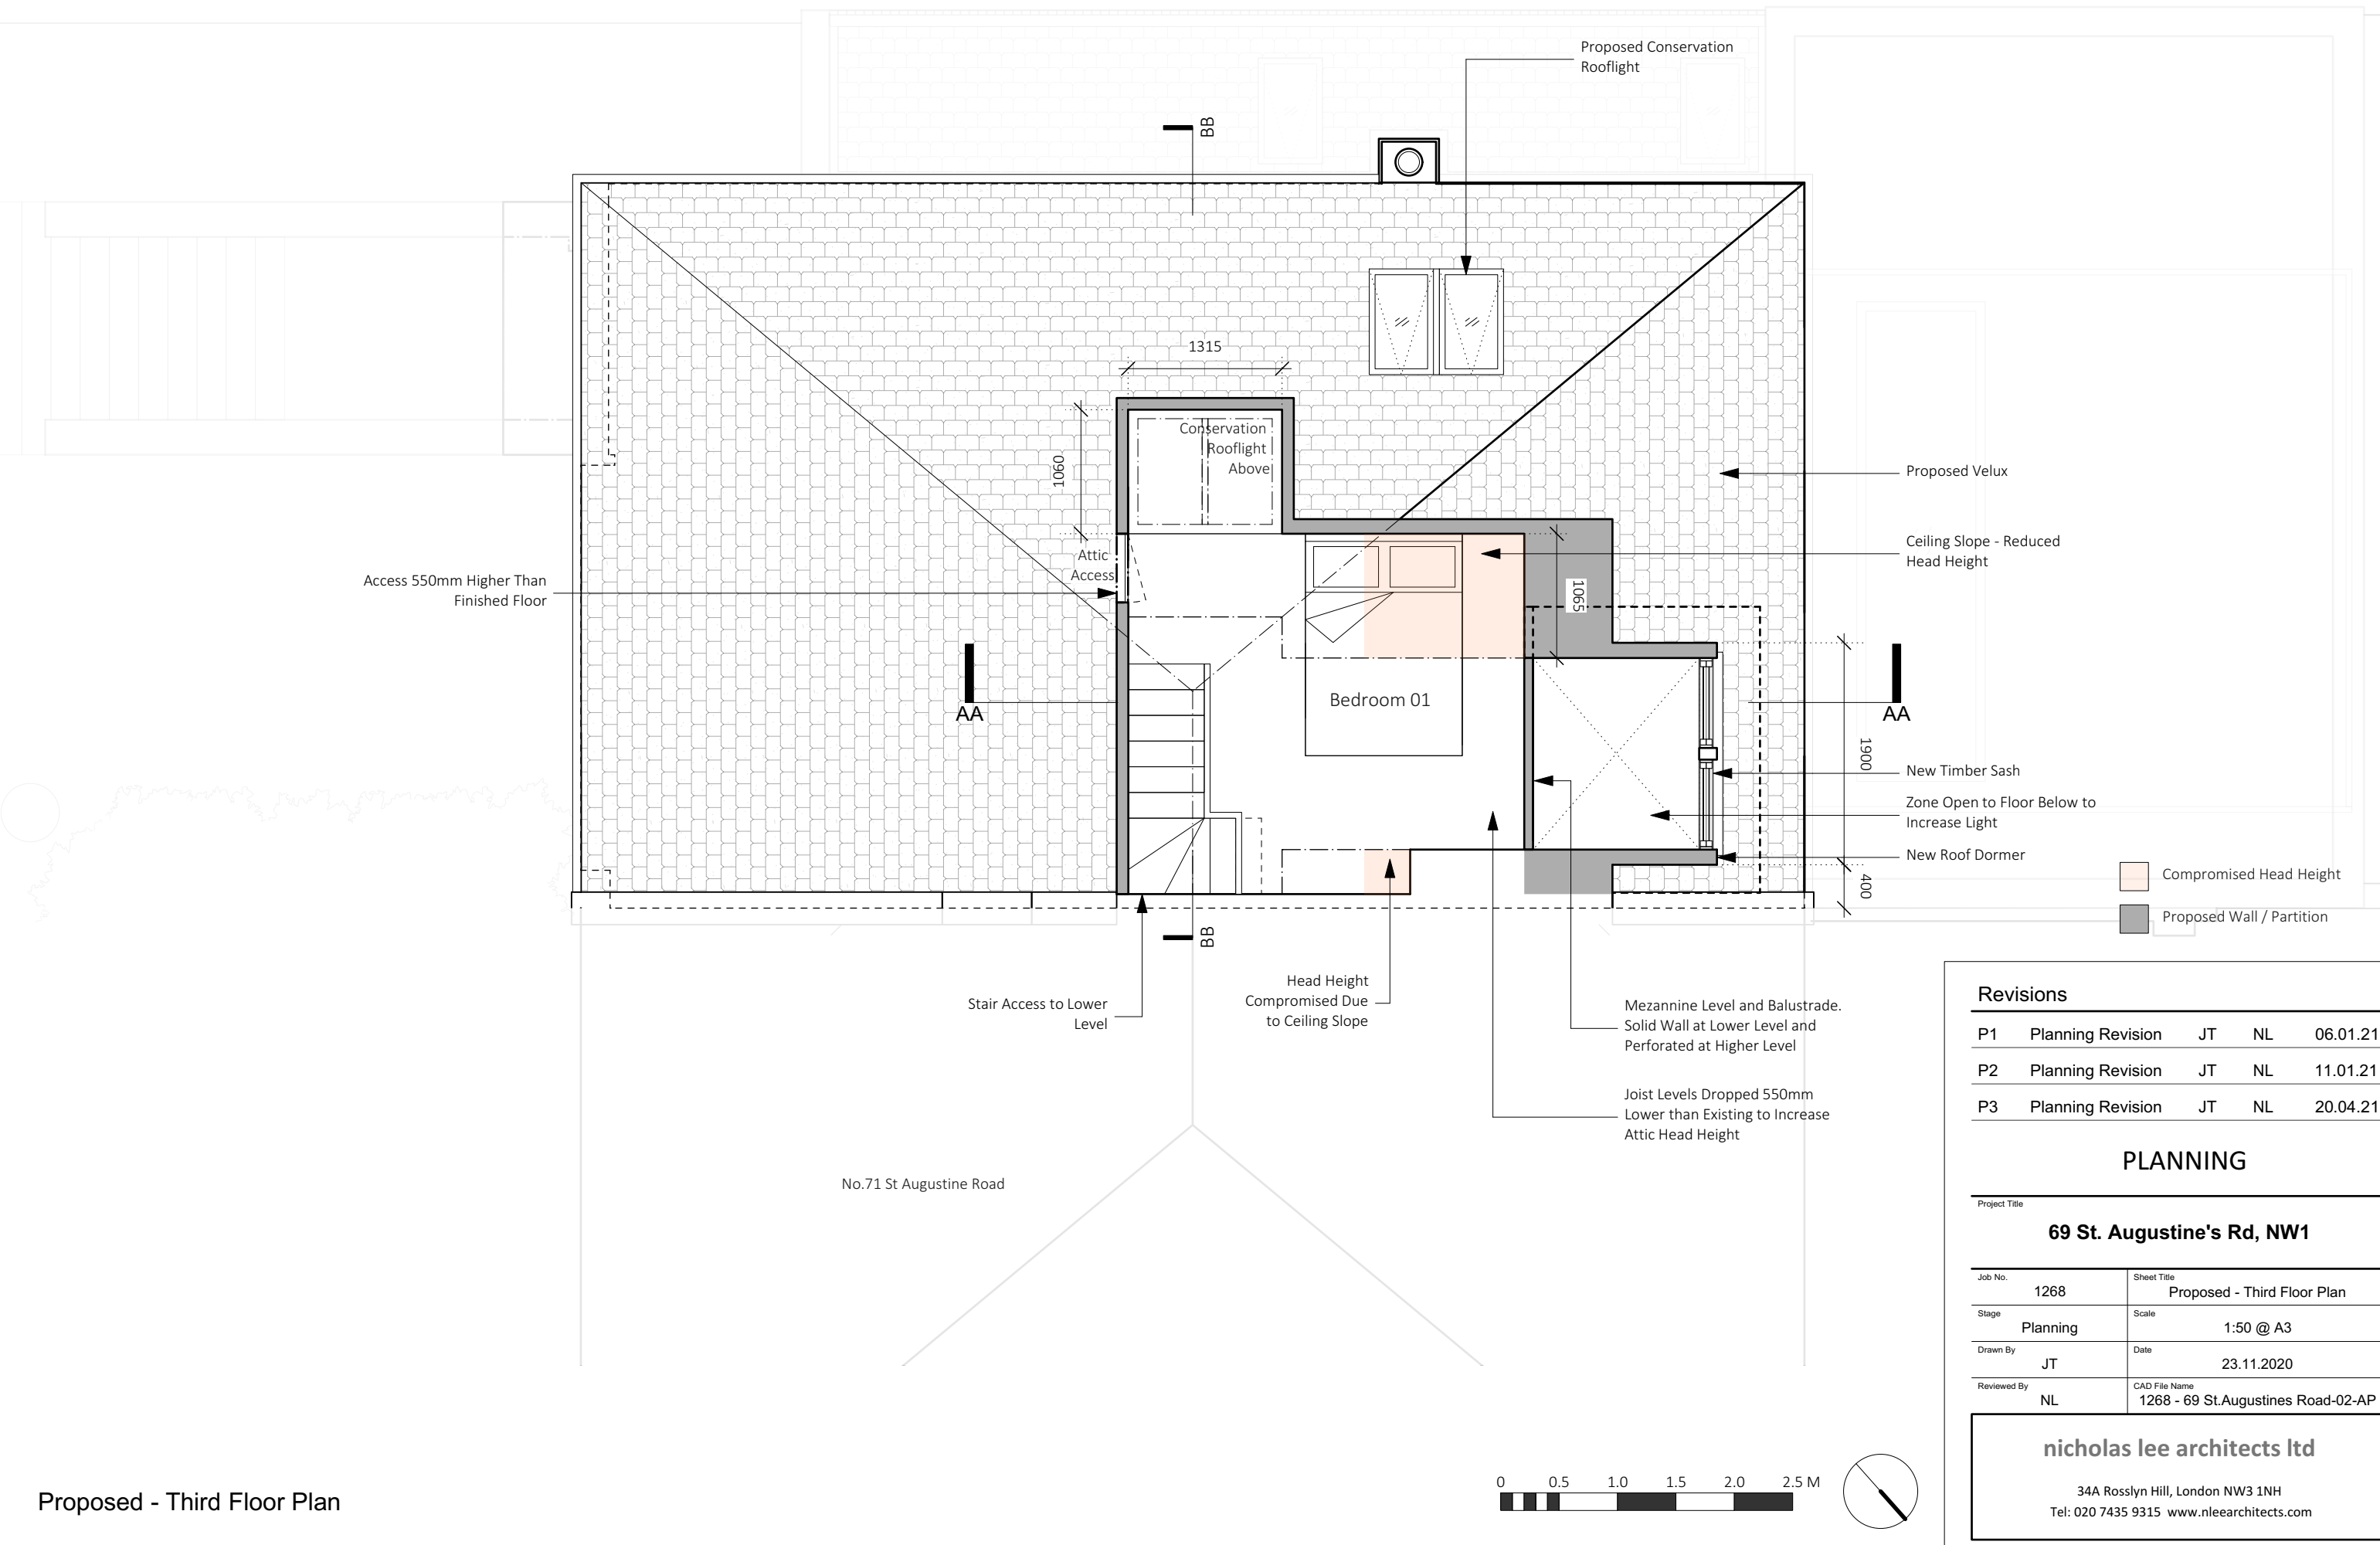 Proposed Conservation
Rooflight
BB
1315
Conservation
Rooflight
Above
1060
Proposed Velux
Attic
Access
Ceiling Slope - Reduced
Head Height
Access 550mm Higher Than
Finished Floor
1065
Bedroom 01
AA
AA
1900
New Timber Sash
Zone Open to Floor Below to
Increase Light
New Roof Dormer
400
Compromised Head Height
Proposed Wall / Partition
BB
Stair Access to Lower
Level
Head Height
Compromised Due
to Ceiling Slope
Mezannine Level and Balustrade.
Solid Wall at Lower Level and
Perforated at Higher Level
Joist Levels Dropped 550mm
Lower than Existing to Increase
Attic Head Height
No.71 St Augustine Road
Revisions
P1 Planning Revision JT NL 06.01.21
P2 Planning Revision JT NL 11.01.21
P3 Planning Revision JT NL 20.04.21
PLANNING
Project Title
69 St. Augustine's Rd, NW1
Job No.
1268
Sheet Title
Proposed - Third Floor Plan
Stage
Planning
Scale
1:50 @ A3
Drawn By
JT
Date
23.11.2020
Reviewed By
NL
CAD File Name
1268 - 69 St.Augustines Road-02-AP
nicholas lee architects ltd
34A Rosslyn Hill, London NW3 1NH
Tel: 020 7435 9315 www.nleearchitects.com
0 0.5 1.0 1.5 2.0 2.5 M
Proposed - Third Floor Plan